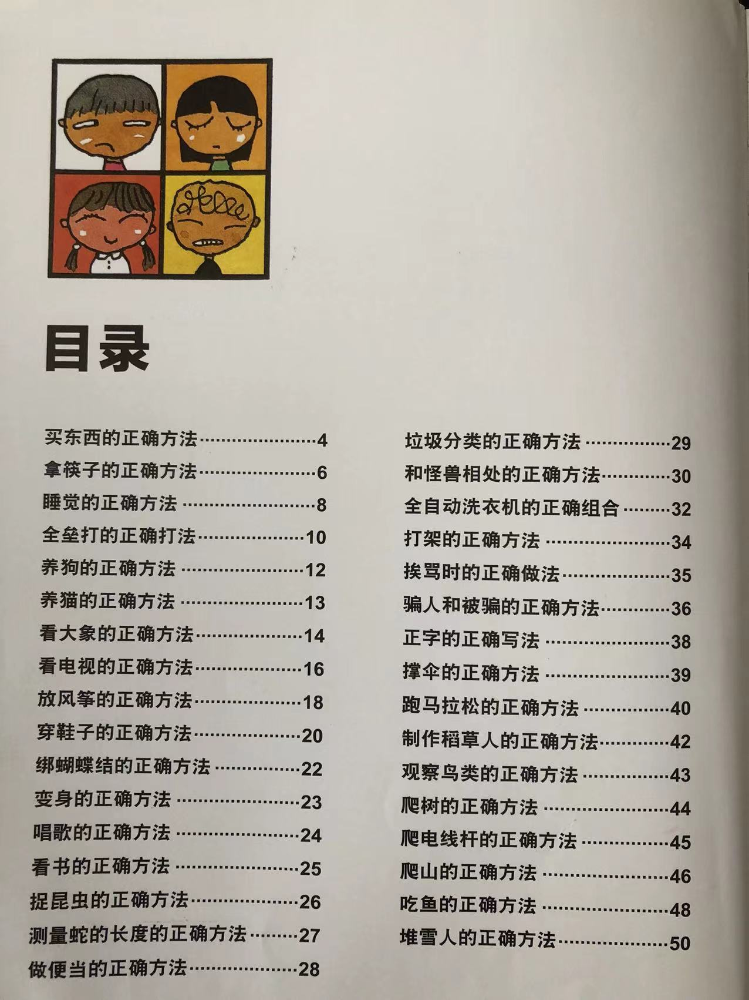 目录
买东西的正确方法······················4
拿筷子的正确方法······················6
睡觉的正确方法·························8
全垒打的正确打法····················10
养狗的正确方法·······················12
养猫的正确方法·······················13
看大象的正确方法····················14
看电视的正确方法····················16
放风筝的正确方法····················18
穿鞋子的正确方法····················20
绑蝴蝶结的正确方法················22
变身的正确方法·······················23
唱歌的正确方法·······················24
看书的正确方法·······················25
捉昆虫的正确方法····················26
测量蛇的长度的正确方法·········27
做便当的正确方法····················28
垃圾分类的正确方法················29
和怪兽相处的正确方法·············30
全自动洗衣机的正确组合·········32
打架的正确方法·······················34
挨骂时的正确做法····················35
骗人和被骗的正确方法·············36
正字的正确写法·······················38
撑伞的正确方法·······················39
跑马拉松的正确方法················40
制作稻草人的正确方法·············42
观察鸟类的正确方法················43
爬树的正确方法·······················44
爬电线杆的正确方法················45
爬山的正确方法·······················46
吃鱼的正确方法·······················48
堆雪人的正确方法····················50